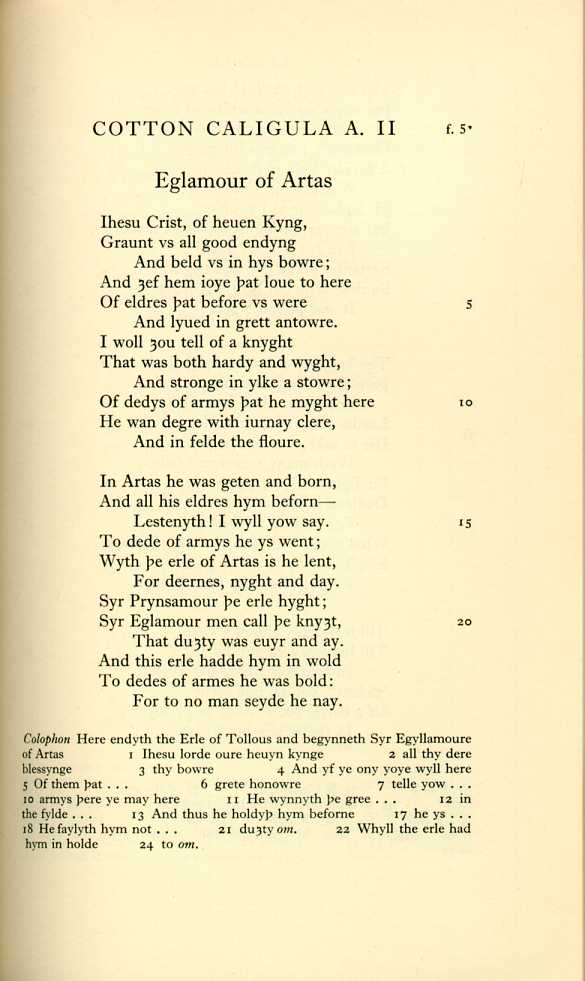 COTTON CALIGULA A. II f. 5ᵛ
Eglamour of Artas
Ihesu Crist, of heuen Kyng,
Graunt vs all good endyng
And beld vs in hys bowre;
And ȝef hem ioye þat loue to here
Of eldres þat before vs were 5
And lyued in grett antowre.
I woll ȝou tell of a knyght
That was both hardy and wyght,
And stronge in ylke a stowre;
Of dedys of armys þat he myght here 10
He wan degre with iurnay clere,
And in felde the floure.
In Artas he was geten and born,
And all his eldres hym beforn—
Lestenyth! I wyll yow say. 15
To dede of armys he ys went;
Wyth þe erle of Artas is he lent,
For deernes, nyght and day.
Syr Prynsamour þe erle hyght;
Syr Eglamour men call þe knyȝt, 20
That duȝty was euyr and ay.
And this erle hadde hym in wold
To dedes of armes he was bold:
For to no man seyde he nay.
Colophon Here endyth the Erle of Tollous and begynneth Syr Egyllamoure
of Artas 1 Ihesu lorde oure heuyn kynge 2 all thy dere
blessynge 3 thy bowre 4 And yf ye ony yoye wyll here
5 Of them þat . . . 6 grete honowre 7 telle yow . . .
10 armys þere ye may here 11 He wynnyth þe gree . . . 12 in
the fylde . . . 13 And thus he holdyþ hym beforne 17 he ys . . .
18 He faylyth hym not . . . 21 duȝty om. 22 Whyll the erle had
hym in holde 24 to om.